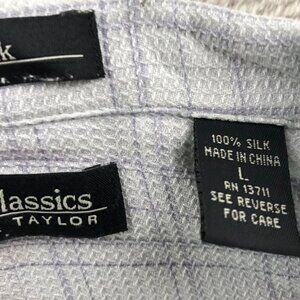 k
lassics
TAYLOR
100% SILK
MADE IN CHINA
L
RN 13711
SEE REVERSE
FOR CARE